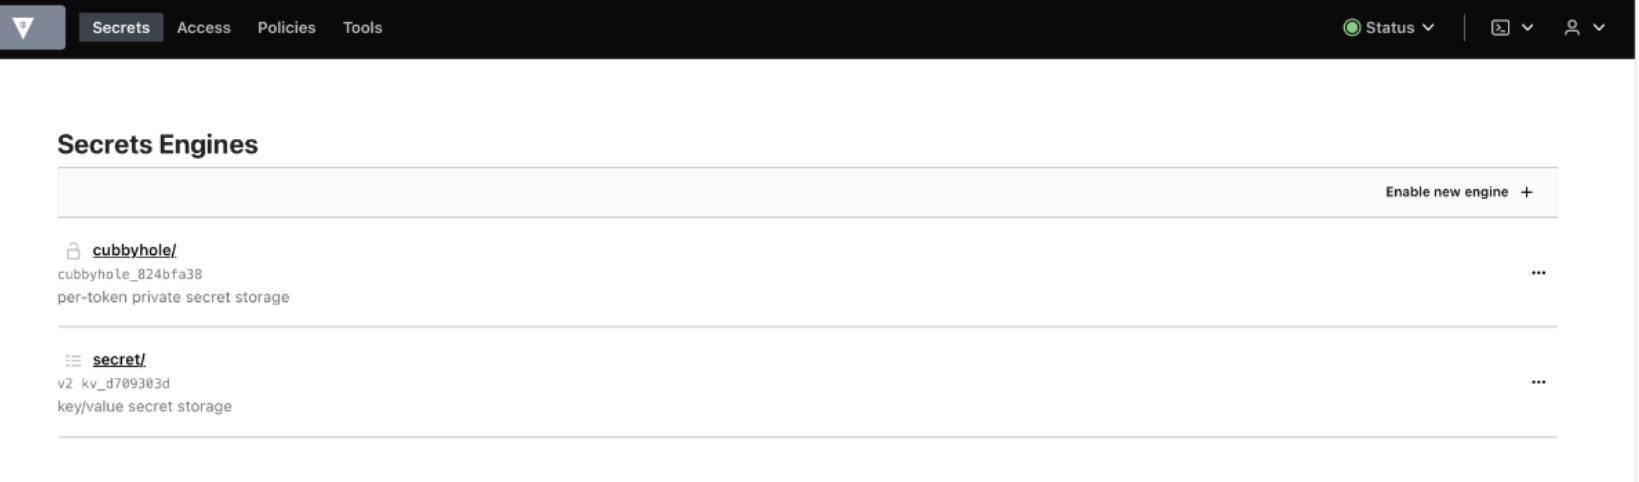 Secrets Access Policies Tools Status
Secrets Engines
Enable new engine +
cubbyhole/
cubbyhole_824bfa38
per-token private secret storage
secret/
v2 kv_d709303d
key/value secret storage